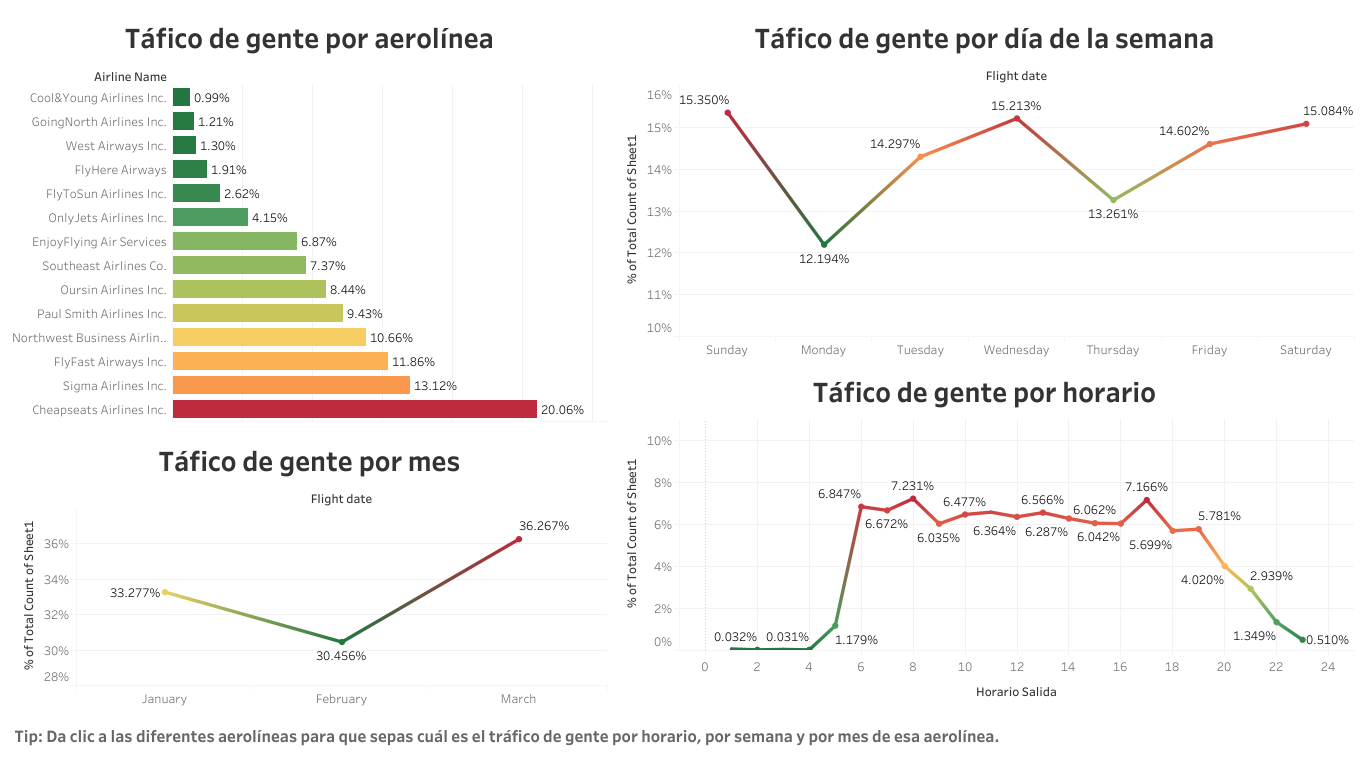 Táfico de gente por aerolínea
Airline Name
Cool&Young Airlines Inc. 0.99%
GoingNorth Airlines Inc. 1.21%
West Airways Inc. 1.30%
FlyHere Airways 1.91%
FlyToSun Airlines Inc. 2.62%
OnlyJets Airlines Inc. 4.15%
EnjoyFlying Air Services 6.87%
Southeast Airlines Co. 7.37%
Oursin Airlines Inc. 8.44%
Paul Smith Airlines Inc. 9.43%
Northwest Business Airlin.. 10.66%
FlyFast Airways Inc. 11.86%
Sigma Airlines Inc. 13.12%
Cheapseats Airlines Inc. 20.06%
Táfico de gente por día de la semana
Flight date
% of Total Count of Sheet1
16%
15%
14%
13%
12%
11%
10%
15.350%
12.194%
14.297%
15.213%
13.261%
14.602%
15.084%
Sunday Monday Tuesday Wednesday Thursday Friday Saturday
Táfico de gente por mes
Flight date
% of Total Count of Sheet1
36%
34%
32%
30%
28%
33.277%
30.456%
36.267%
January February March
Táfico de gente por horario
% of Total Count of Sheet1
10%
8%
6%
4%
2%
0%
0.032%
0.031%
1.179%
6.847%
6.672%
7.231%
6.035%
6.477%
6.364%
6.566%
6.287%
6.062%
6.042%
7.166%
5.699%
5.781%
4.020%
2.939%
1.349%
0.510%
0 2 4 6 8 10 12 14 16 18 20 22 24
Horario Salida
Tip: Da clic a las diferentes aerolíneas para que sepas cuál es el tráfico de gente por horario, por semana y por mes de esa aerolínea.